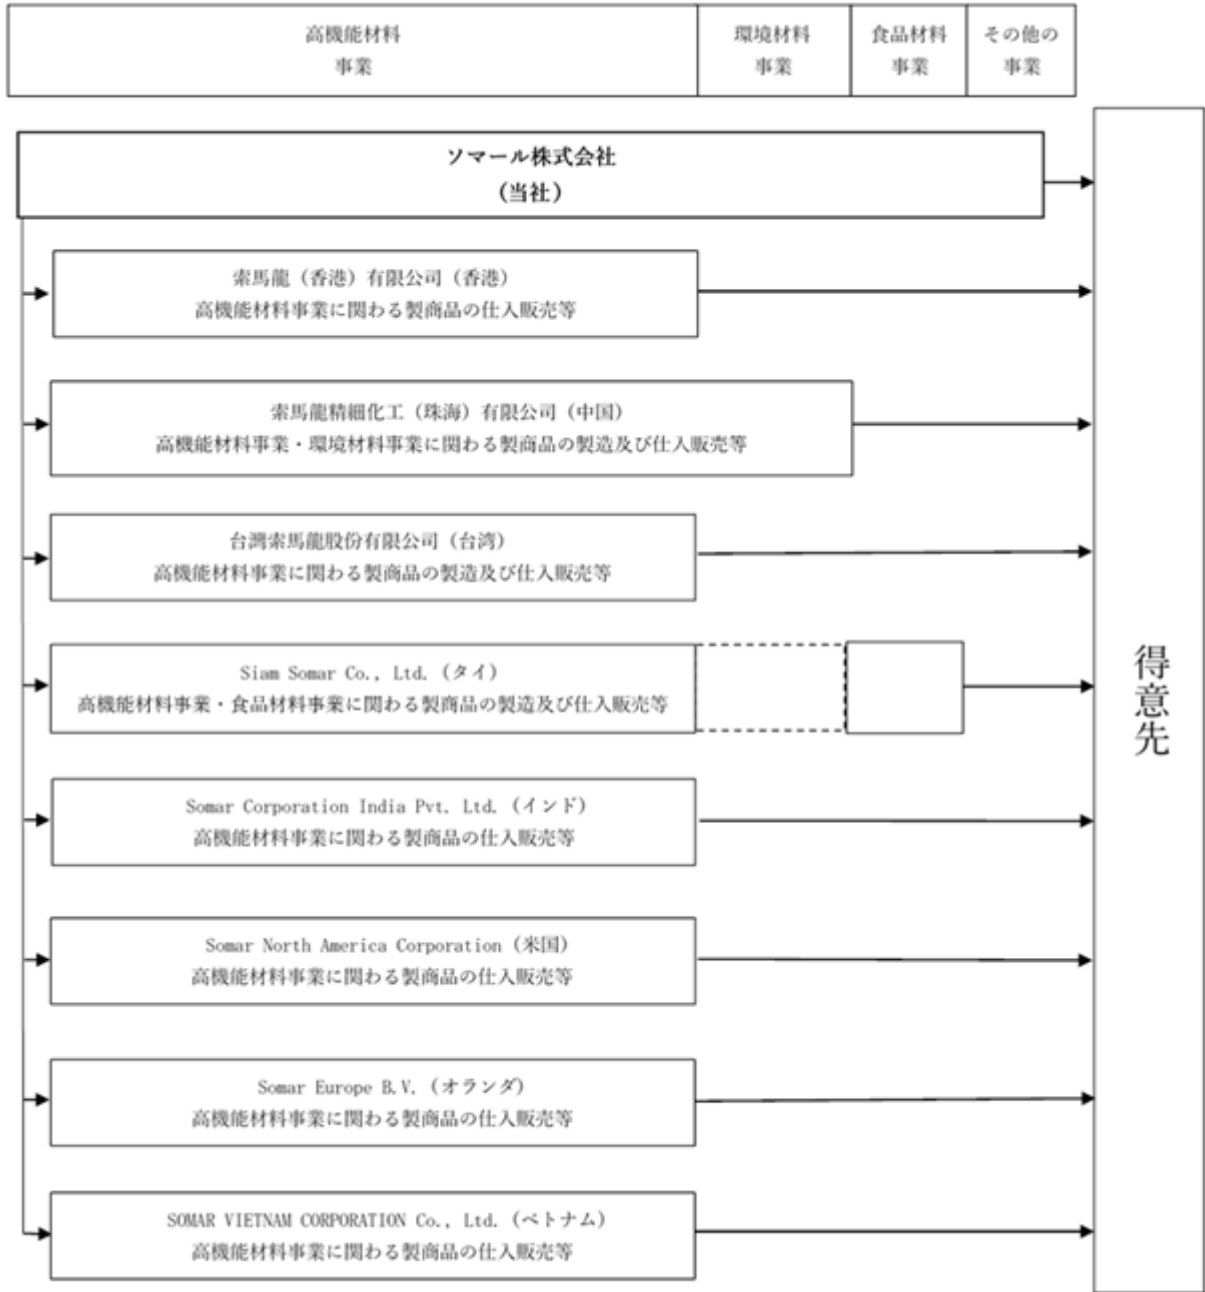 高機能材料
事業
環境材料
事業
食品材料
事業
その他の
事業
ソマール株式会社
（当社）
索馬龍（香港）有限公司（香港）
高機能材料事業に関わる製商品の仕入販売等
索馬龍精細化工（珠海）有限公司（中国）
高機能材料事業・環境材料事業に関わる製商品の製造及び仕入販売等
台灣索馬龍股份有限公司（台湾）
高機能材料事業に関わる製商品の製造及び仕入販売等
Siam Somar Co., Ltd.（タイ）
高機能材料事業・食品材料事業に関わる製商品の製造及び仕入販売等
Somar Corporation India Pvt. Ltd.（インド）
高機能材料事業に関わる製商品の仕入販売等
Somar North America Corporation（米国）
高機能材料事業に関わる製商品の仕入販売等
Somar Europe B.V.（オランダ）
高機能材料事業に関わる製商品の仕入販売等
SOMAR VIETNAM CORPORATION Co., Ltd.（ベトナム）
高機能材料事業に関わる製商品の仕入販売等
得意先